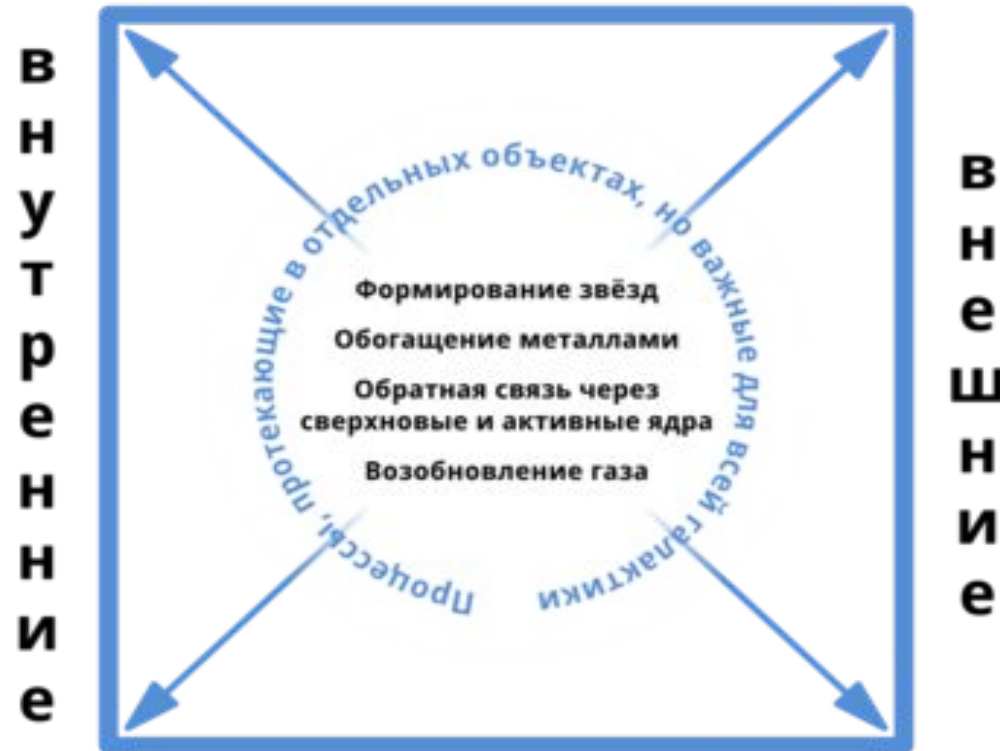 внутренние
Процессы, протекающие в отдельных объектах, но важные для всей галактики
Формирование звёзд
Обогащение металлами
Обратная связь через
сверхновые и активные ядра
Возобновление газа
внешние